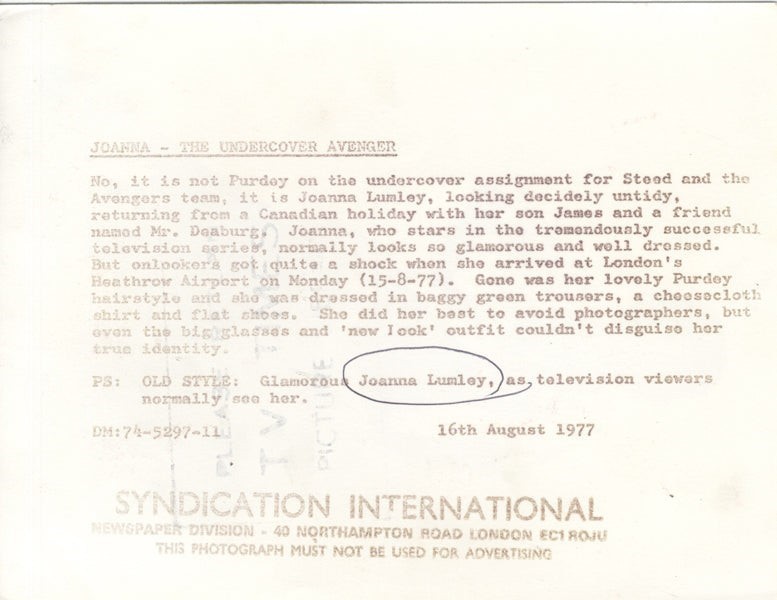 JOANNA - THE UNDERCOVER AVENGER
No, it is not Purdey on the undercover assignment for Steed and the
Avengers team, it is Joanna Lumley, looking decidely untidy,
returning from a Canadian holiday with her son James and a friend
named Mr. Deaburg. Joanna, who stars in the tremendously successful
television series, normally looks so glamorous and well dressed.
But onlookers got quite a shock when she arrived at London's
Heathrow Airport on Monday (15-8-77). Gone was her lovely Purdey
hairstyle and she was dressed in baggy green trousers, a cheesecloth
shirt and flat shoes. She did her best to avoid photographers, but
even the big glasses and 'new look' outfit couldn't disguise her
true identity.
PS: OLD STYLE: Glamorous Joanna Lumley, as, television viewers
normally see her.
DM:74-5297-11 16th August 1977
SYNDICATION INTERNATIONAL
NEWSPAPER DIVISION - 40 NORTHAMPTON ROAD LONDON EC1 ROJU
THIS PHOTOGRAPH MUST NOT BE USED FOR ADVERTISING